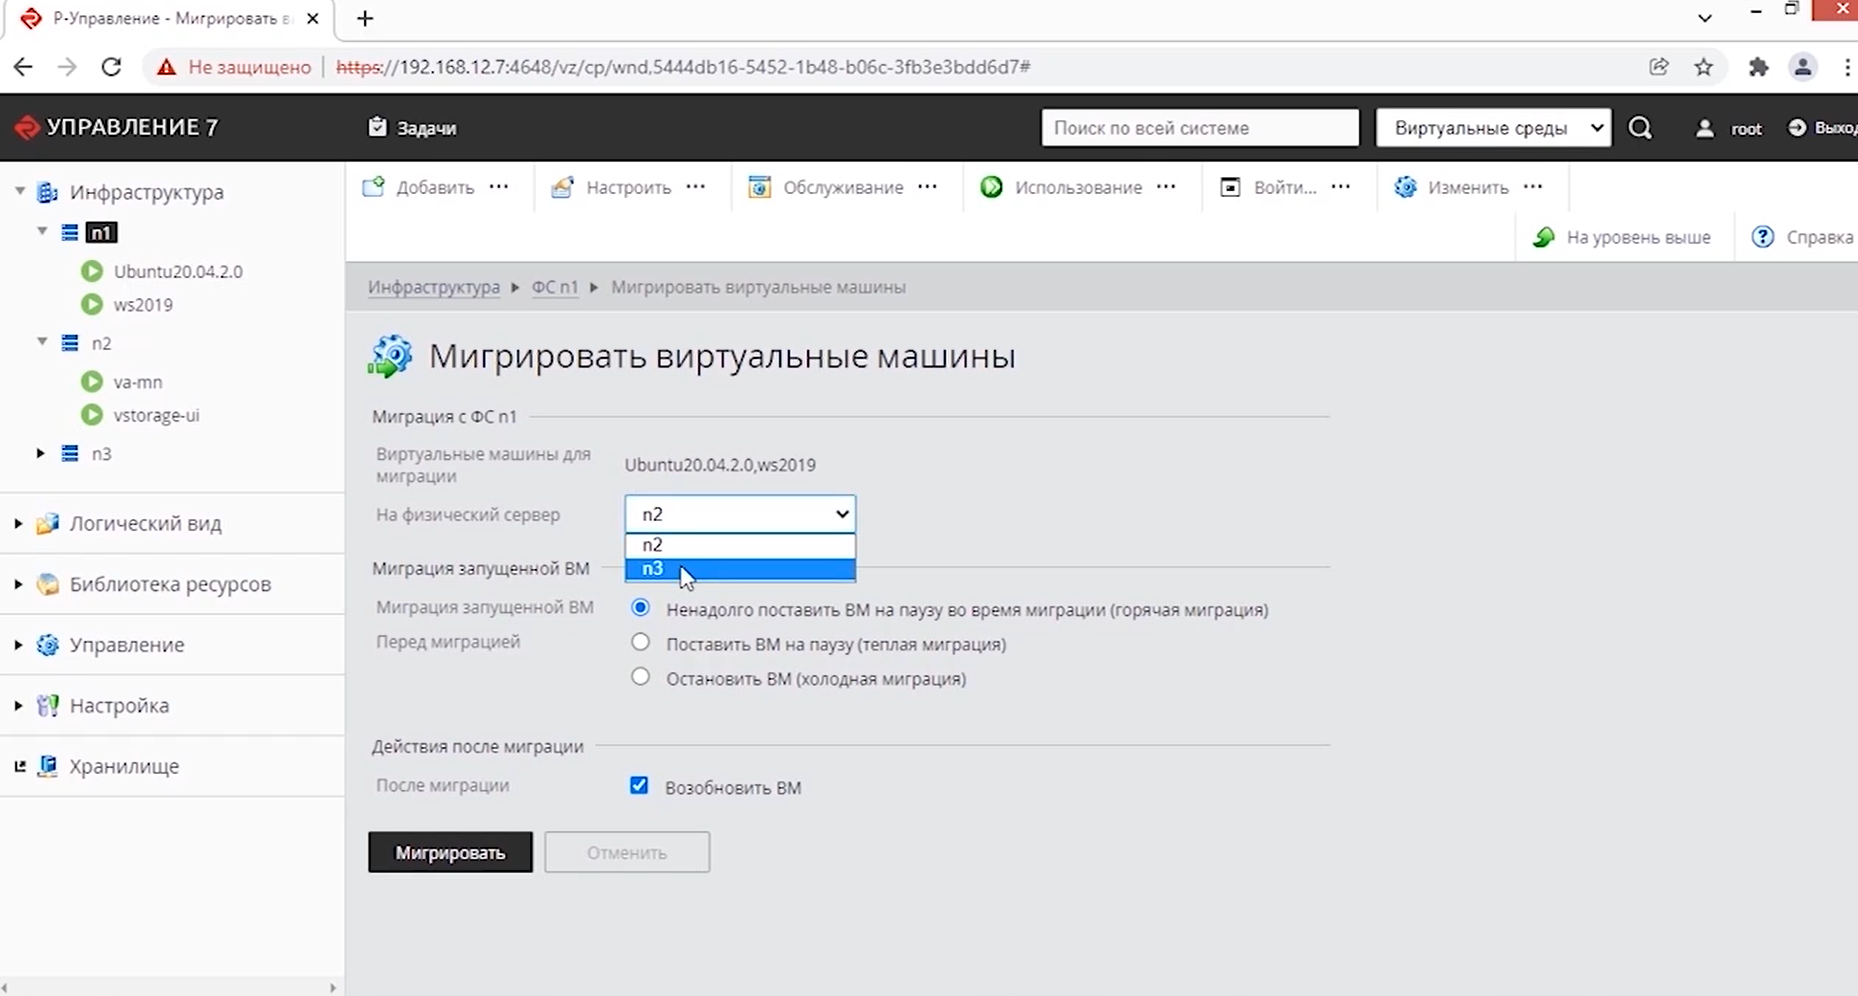 Р-Управление - Мигрировать в
Не защищено
https://192.168.12.7:4648/vz/cp/wnd,5444db16-5452-1b48-b06c-3fb3e3bdd6d7#
УПРАВЛЕНИЕ 7
Задачи
Поиск по всей системе
Виртуальные среды
root
Выход
Инфраструктура
n1
Ubuntu20.04.2.0
ws2019
n2
va-mn
vstorage-ui
n3
Логический вид
Библиотека ресурсов
Управление
Настройка
Хранилище
Добавить ...
Настроить ...
Обслуживание ...
Использование ...
Войти... ...
Изменить ...
На уровень выше
Справка
Инфраструктура ▸ ФС n1 ▸ Мигрировать виртуальные машины
Мигрировать виртуальные машины
Миграция с ФС n1
Виртуальные машины для
миграции
Ubuntu20.04.2.0,ws2019
На физический сервер
n2
n2
n3
Миграция запущенной ВМ
Миграция запущенной ВМ
Ненадолго поставить ВМ на паузу во время миграции (горячая миграция)
Перед миграцией
Поставить ВМ на паузу (теплая миграция)
Остановить ВМ (холодная миграция)
Действия после миграции
После миграции
Возобновить ВМ
Мигрировать
Отменить